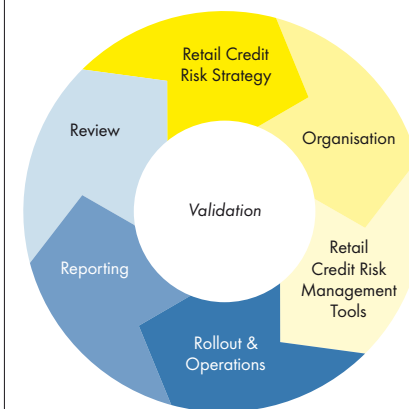 Retail Credit
Risk Strategy
Organisation
Retail
Credit Risk
Management
Tools
Rollout &
Operations
Reporting
Review
Validation